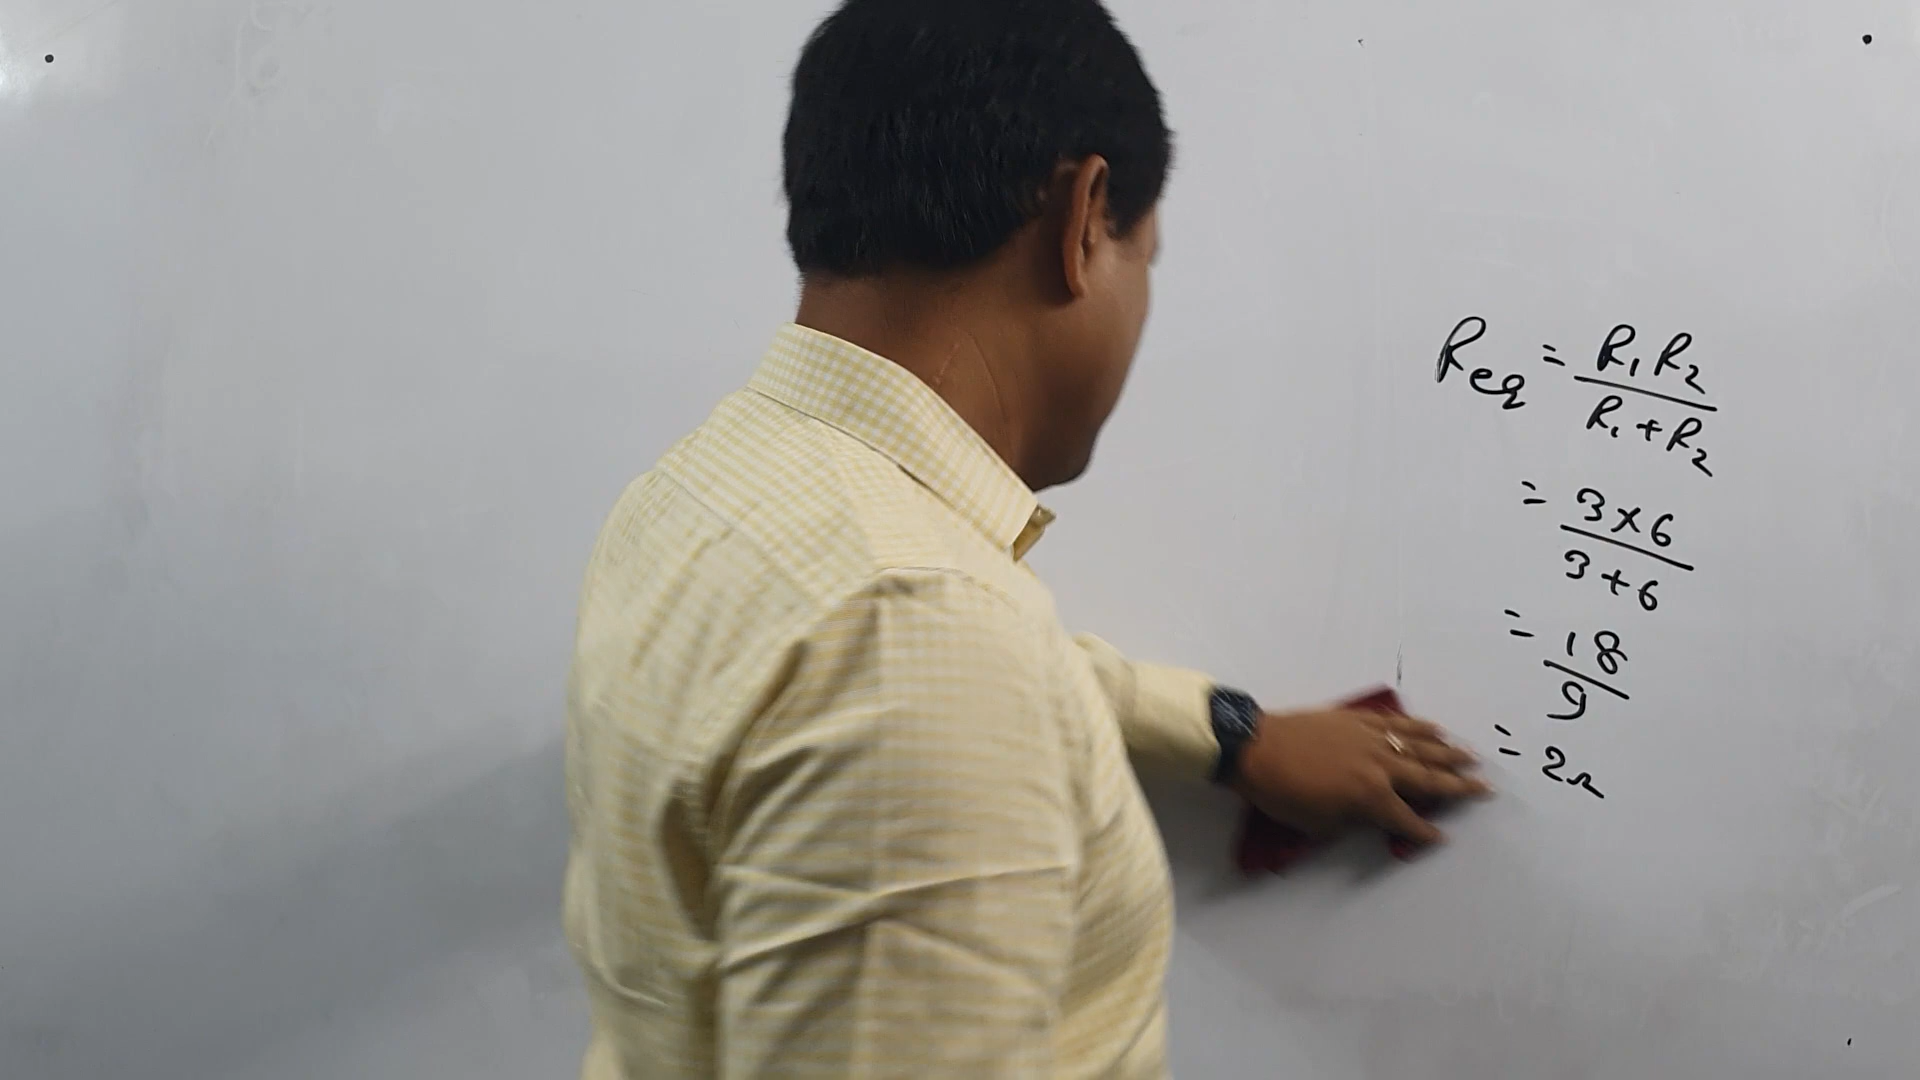 Req = R₁R₂ / R₁+R₂
= 3×6 / 3+6
= 18 / 9
= 2Ω